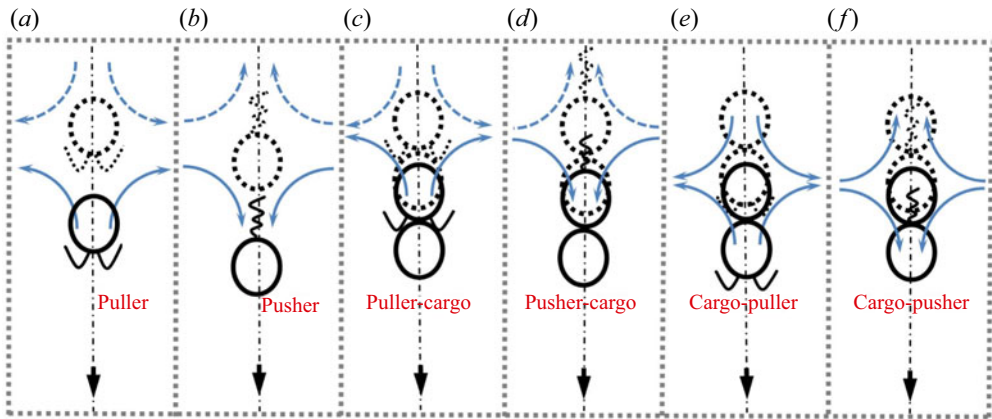 (a) (b) (c) (d) (e) (f)
Puller Pusher Puller-cargo Pusher-cargo Cargo-puller Cargo-pusher